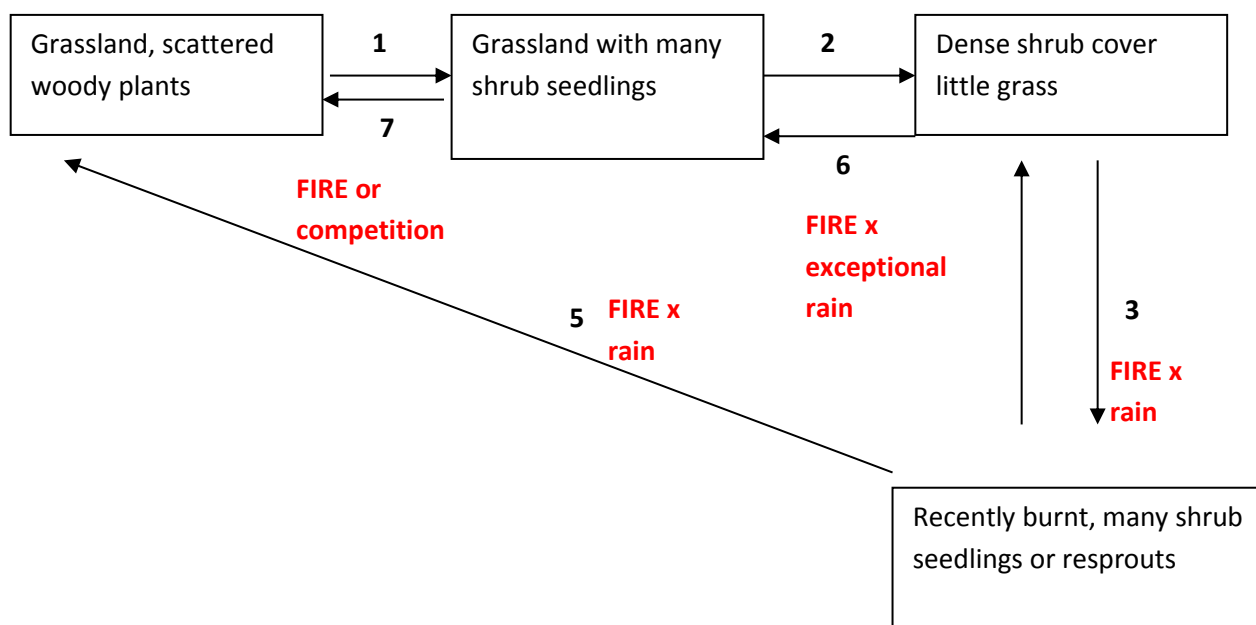 Grassland, scattered
woody plants
1
7
Grassland with many
shrub seedlings
2
6
Dense shrub cover
little grass
FIRE or
competition
FIRE x
exceptional
rain
5
FIRE x
rain
3
FIRE x
rain
Recently burnt, many shrub
seedlings or resprouts